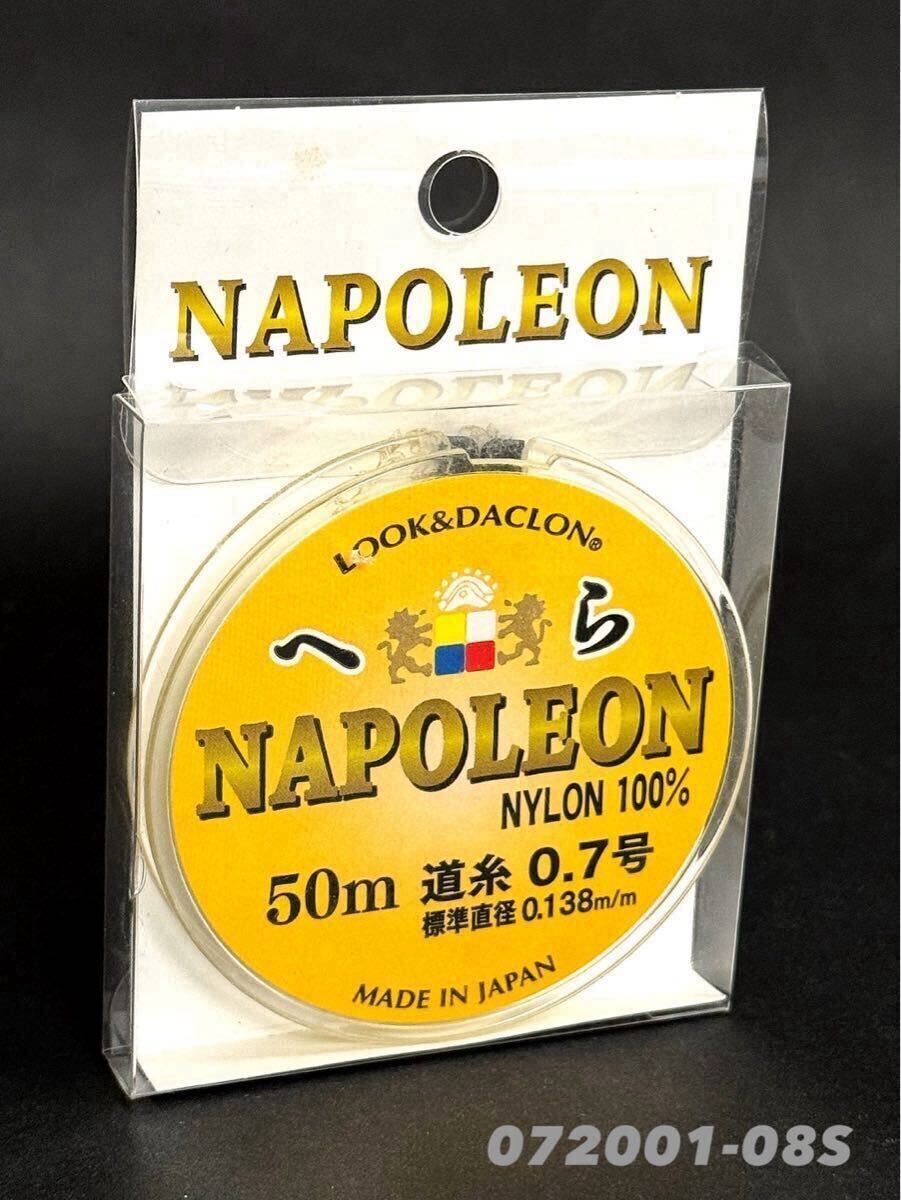 NAPOLEON
LOOK&DACLON®
へら
NAPOLEON
NYLON 100%
50m 道糸 0.7号
標準直径 0.138m/m
MADE IN JAPAN
072001-08S